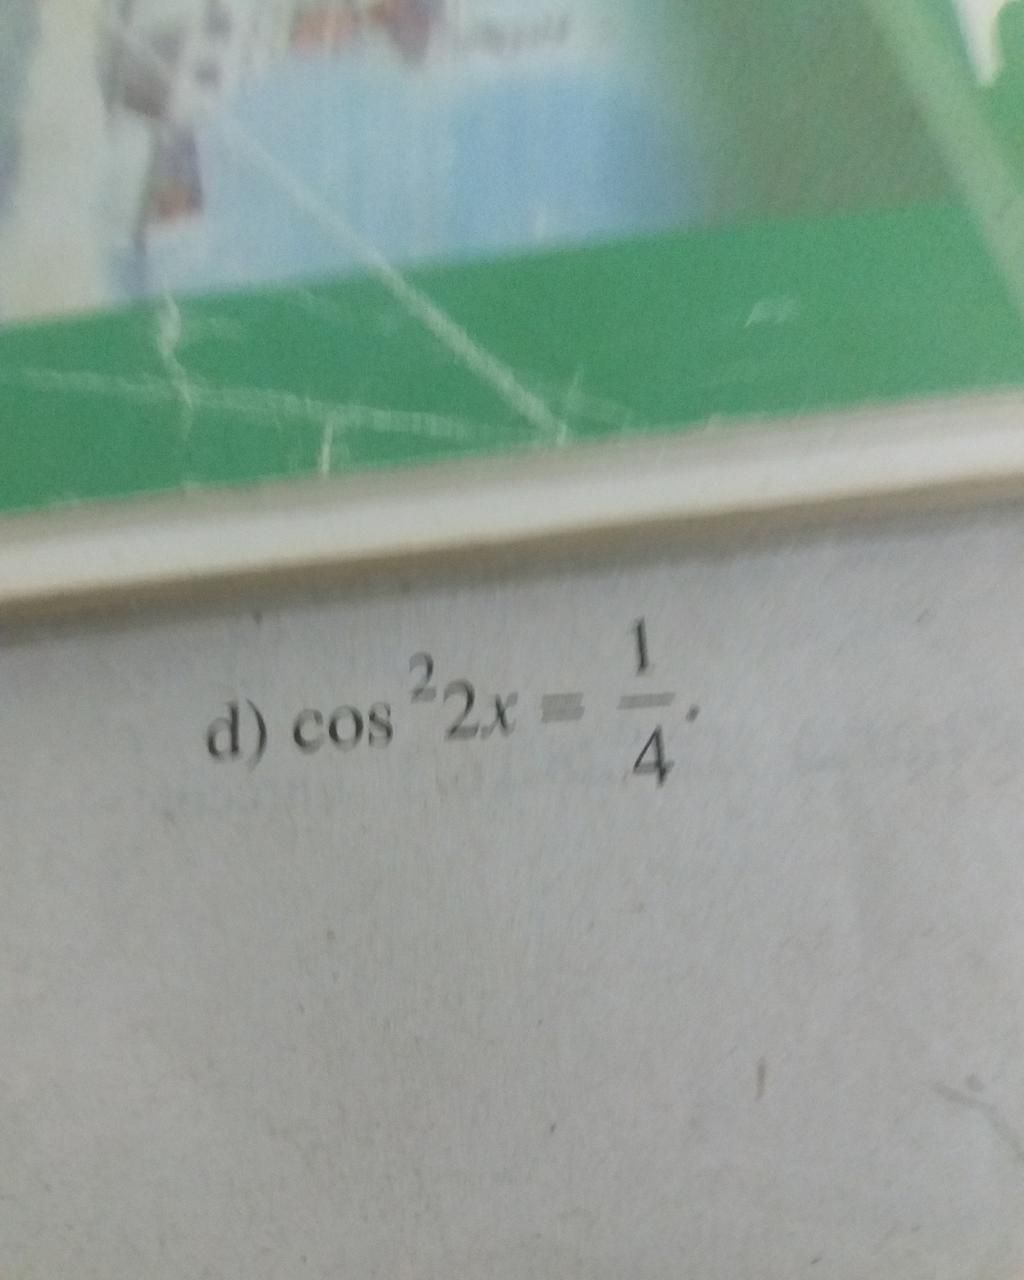 d) cos²2x = 1/4.